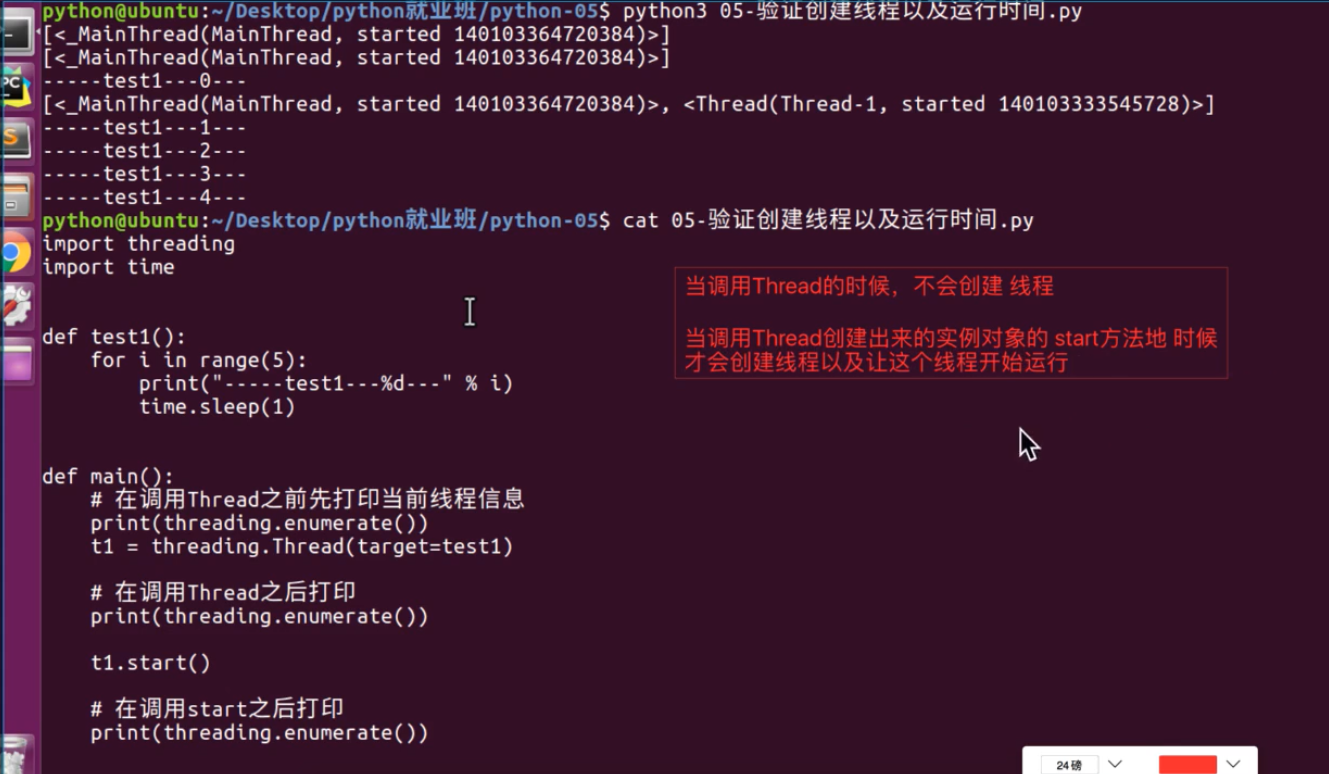 python@ubuntu:~/Desktop/python就业班/python-05$ python3 05-验证创建线程以及运行时间.py
[<_MainThread(MainThread, started 140103364720384)>]
[<_MainThread(MainThread, started 140103364720384)>]
-----test1---0---
[<_MainThread(MainThread, started 140103364720384)>, <Thread(Thread-1, started 140103333545728)>]
-----test1---1---
-----test1---2---
-----test1---3---
-----test1---4---
python@ubuntu:~/Desktop/python就业班/python-05$ cat 05-验证创建线程以及运行时间.py
import threading
import time
def test1():
    for i in range(5):
        print("-----test1---%d---" % i)
        time.sleep(1)
def main():
    # 在调用Thread之前先打印当前线程信息
    print(threading.enumerate())
    t1 = threading.Thread(target=test1)
    # 在调用Thread之后打印
    print(threading.enumerate())
    t1.start()
    # 在调用start之后打印
    print(threading.enumerate())
当调用Thread的时候，不会创建 线程
当调用Thread创建出来的实例对象的 start方法地 时候
才会创建线程以及让这个线程开始运行
PC
S
24 磅